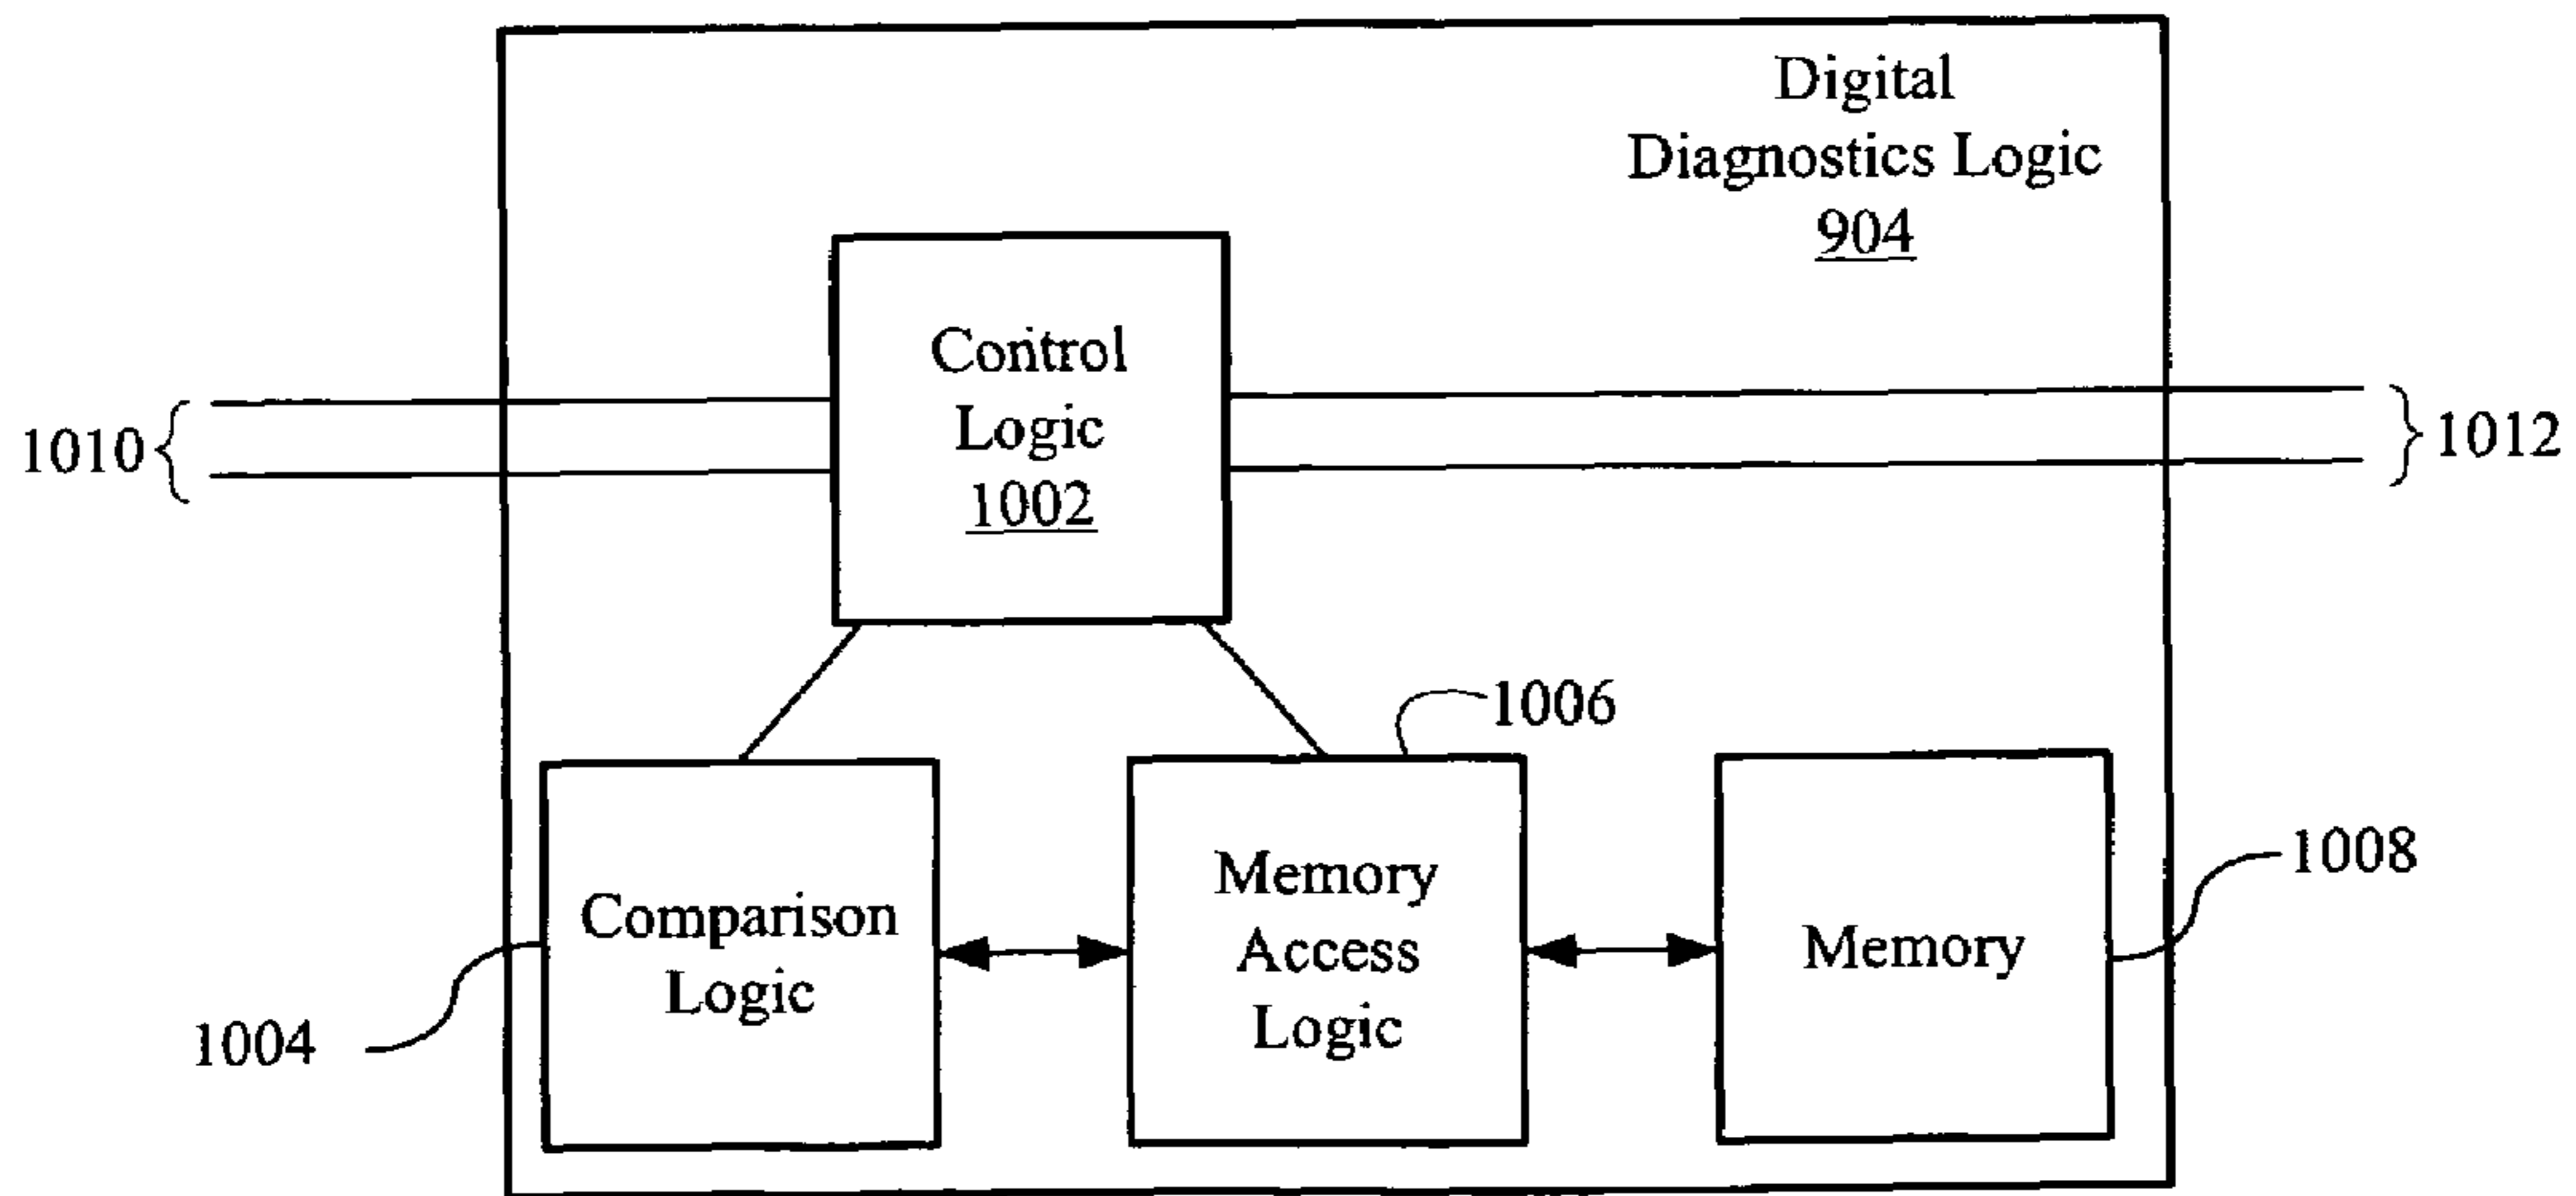 Digital
Diagnostics Logic
904
Control
Logic
1002
1010
1012
1006
Comparison
Logic
1004
Memory
Access
Logic
Memory
1008